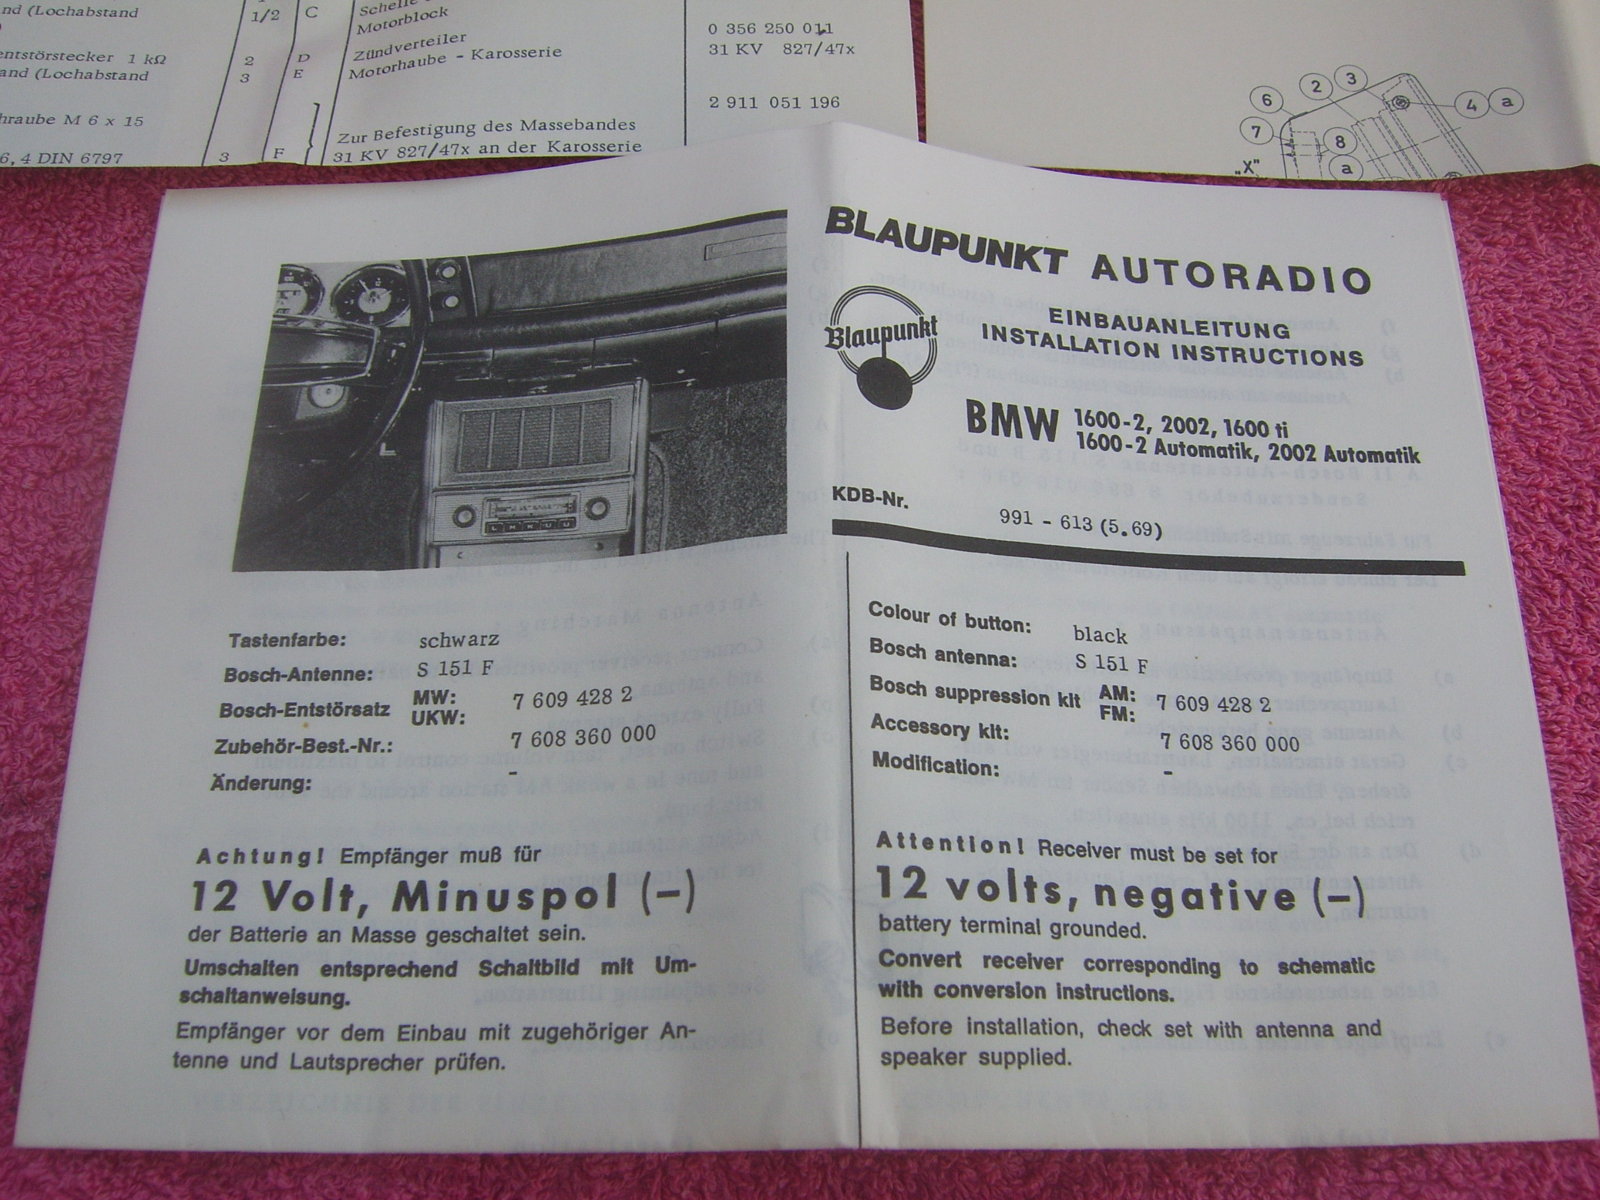 nd (Lochabstand
entstörstecker 1 kΩ
and (Lochabstand
hraube M 6 x 15
6,4 DIN 6797
1/2 C
2 D
3 E
3 F
Motorblock
Zündverteiler
Motorhaube - Karosserie
Zur Befestigung des Massebandes
31 KV 827/47x an der Karosserie
0 356 250 011
31 KV 827/47x
2 911 051 196
6 2 3 4 a
7 8
„X" a
BLAUPUNKT AUTORADIO
Blaupunkt
EINBAUANLEITUNG
INSTALLATION INSTRUCTIONS
BMW 1600-2, 2002, 1600 ti
1600-2 Automatik, 2002 Automatik
KDB-Nr. 991 - 613 (5.69)
Tastenfarbe: schwarz
Bosch-Antenne: S 151 F
Bosch-Entstörsatz MW: 7 609 428 2
UKW:
Zubehör-Best.-Nr.: 7 608 360 000
Änderung: -
Achtung! Empfänger muß für
12 Volt, Minuspol (-)
der Batterie an Masse geschaltet sein.
Umschalten entsprechend Schaltbild mit Um-
schaltanweisung.
Empfänger vor dem Einbau mit zugehöriger An-
tenne und Lautsprecher prüfen.
Colour of button: black
Bosch antenna: S 151 F
Bosch suppression kit AM: 7 609 428 2
FM:
Accessory kit: 7 608 360 000
Modification: -
Attention! Receiver must be set for
12 volts, negative (-)
battery terminal grounded.
Convert receiver corresponding to schematic
with conversion instructions.
Before installation, check set with antenna and
speaker supplied.